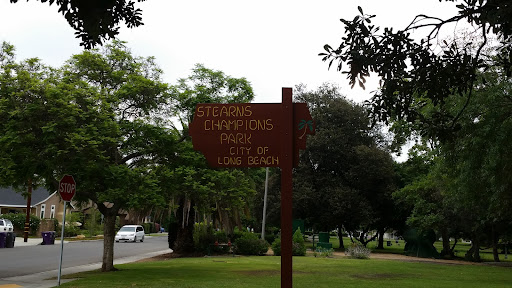 STEARNS
CHAMPIONS
PARK
CITY OF
LONG BEACH
STOP